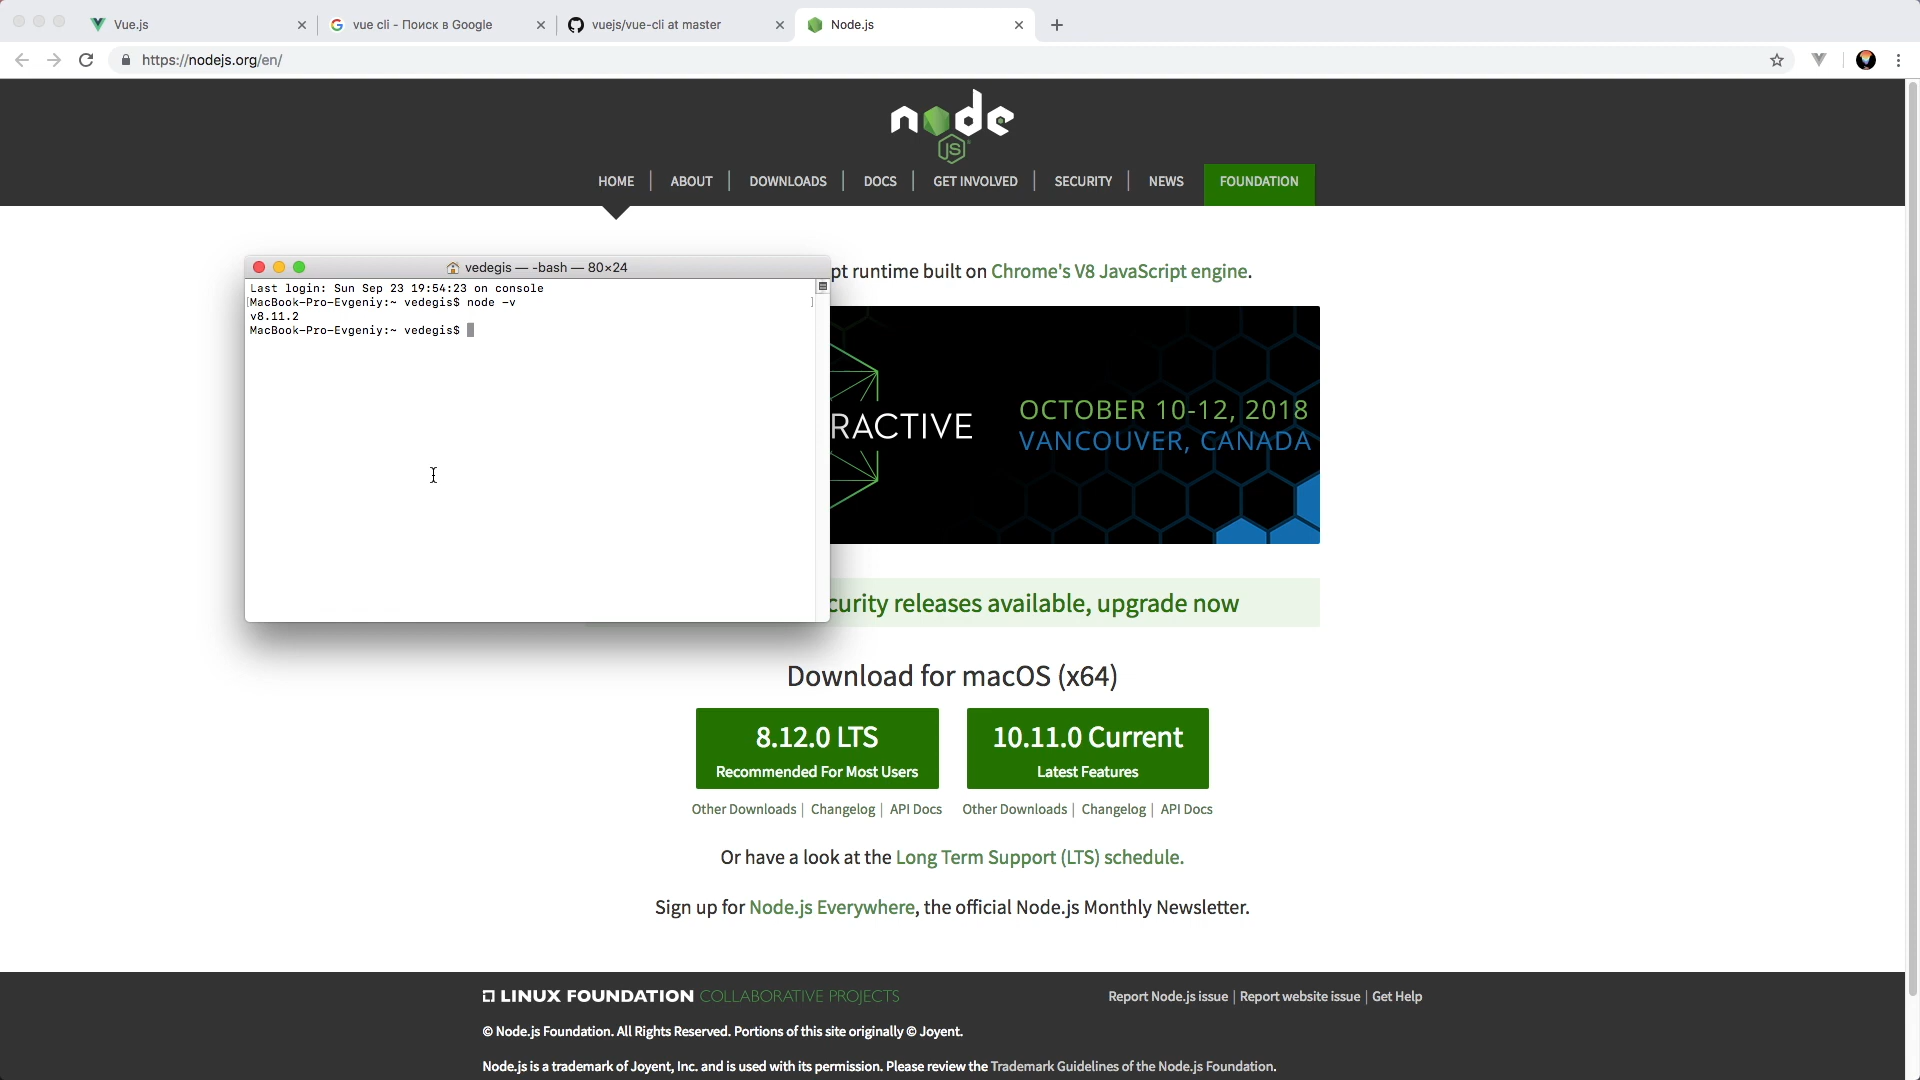 Vue.js
vue cli - Поиск в Google
vuejs/vue-cli at master
Node.js
https://nodejs.org/en/
node
JS
HOME
ABOUT
DOWNLOADS
DOCS
GET INVOLVED
SECURITY
NEWS
FOUNDATION
vedegis — -bash — 80×24
Last login: Sun Sep 23 19:54:23 on console
[MacBook-Pro-Evgeniy:~ vedegis$ node -v ]
v8.11.2
MacBook-Pro-Evgeniy:~ vedegis$
pt runtime built on Chrome's V8 JavaScript engine.
RACTIVE
OCTOBER 10-12, 2018
VANCOUVER, CANADA
curity releases available, upgrade now
Download for macOS (x64)
8.12.0 LTS
Recommended For Most Users
10.11.0 Current
Latest Features
Other Downloads | Changelog | API Docs
Other Downloads | Changelog | API Docs
Or have a look at the Long Term Support (LTS) schedule.
Sign up for Node.js Everywhere, the official Node.js Monthly Newsletter.
LINUX FOUNDATION COLLABORATIVE PROJECTS
Report Node.js issue | Report website issue | Get Help
© Node.js Foundation. All Rights Reserved. Portions of this site originally © Joyent.
Node.js is a trademark of Joyent, Inc. and is used with its permission. Please review the Trademark Guidelines of the Node.js Foundation.